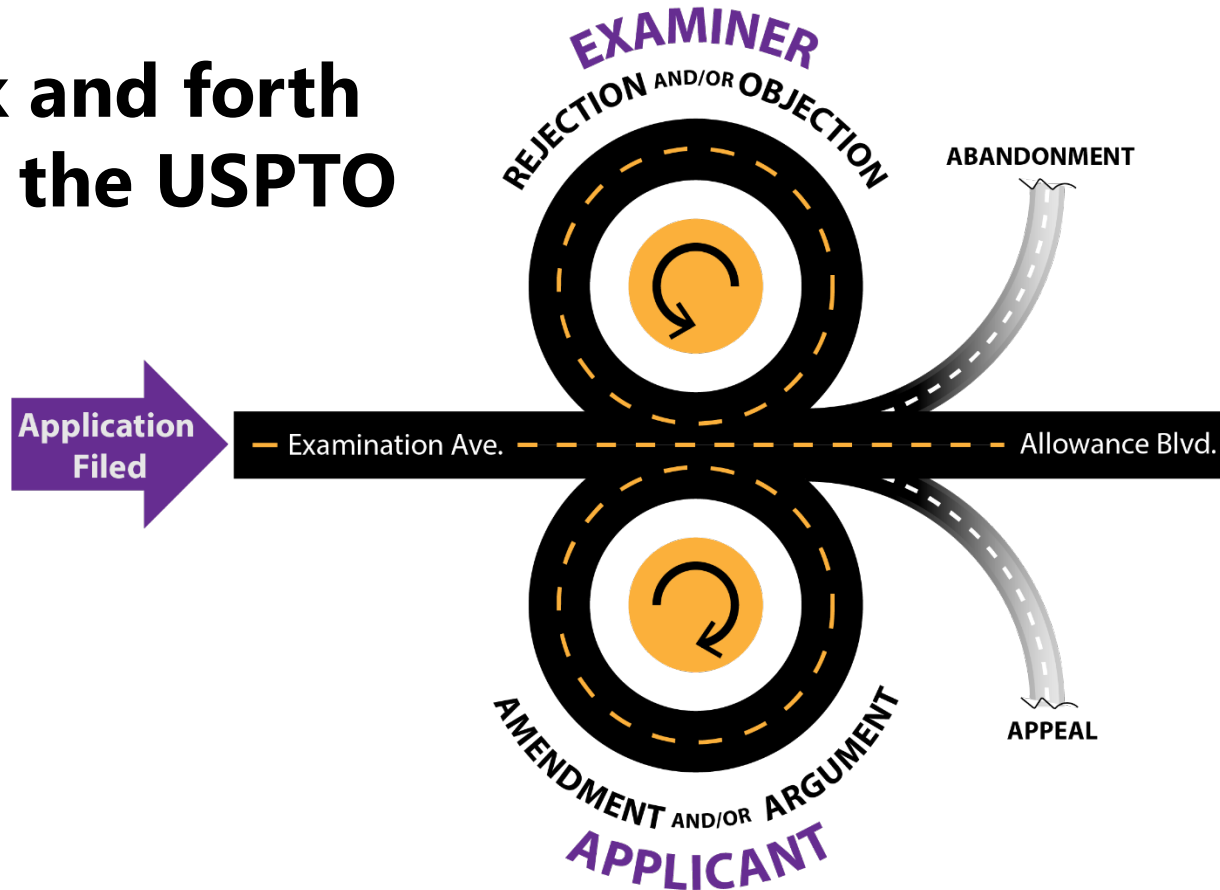 and forth
the USPTO
EXAMINER
REJECTION AND/OR OBJECTION
ABANDONMENT
Application
Filed
Examination Ave.
Allowance Blvd.
APPEAL
AMENDMENT AND/OR ARGUMENT
APPLICANT